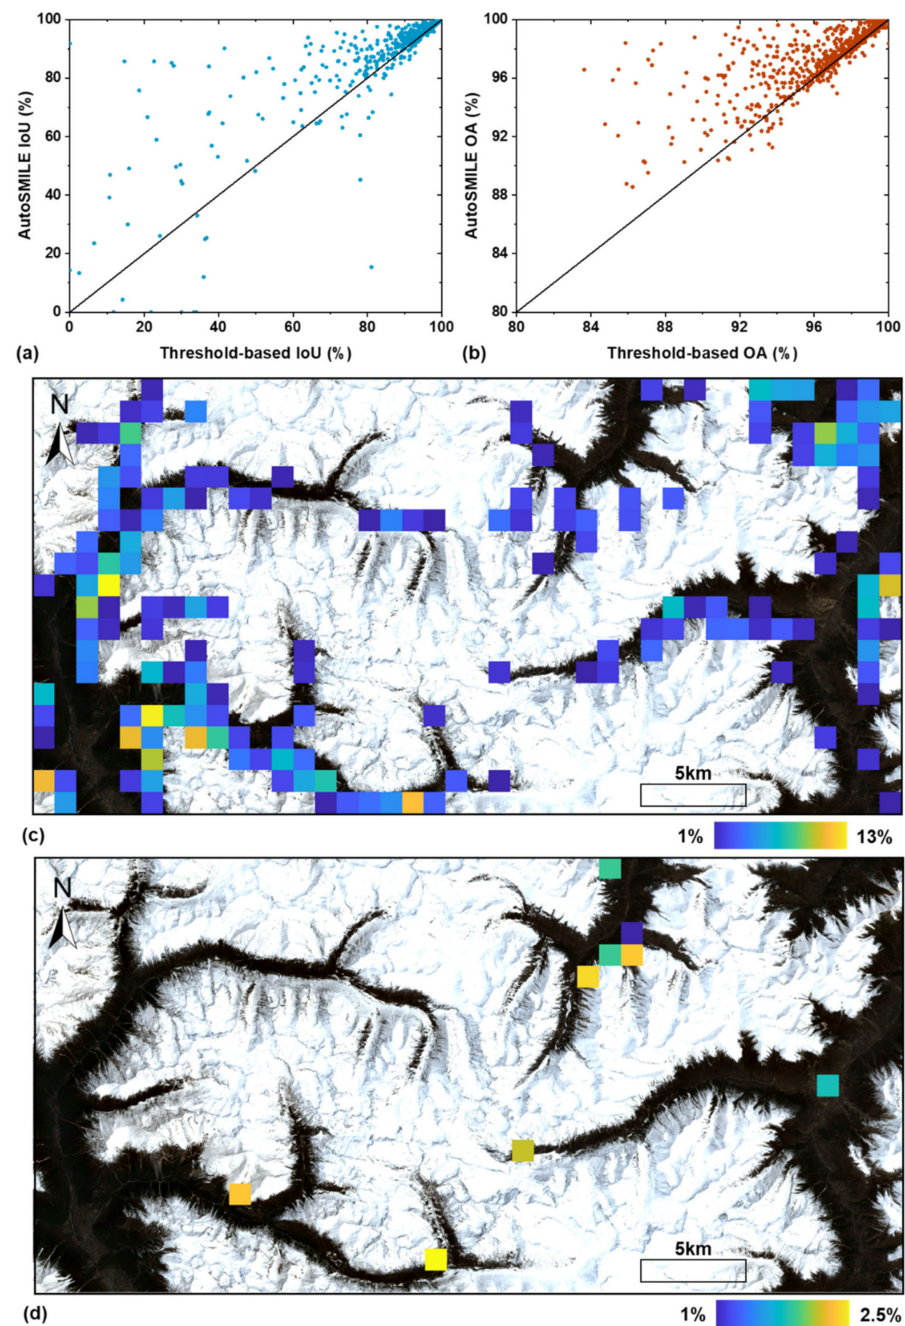 100
80
60
40
20
0
AutoSMILE IoU (%)
0 20 40 60 80 100
(a) Threshold-based IoU (%)
100
96
92
88
84
80
AutoSMILE OA (%)
80 84 88 92 96 100
(b) Threshold-based OA (%)
N
5km
(c) 1% 13%
N
5km
(d) 1% 2.5%